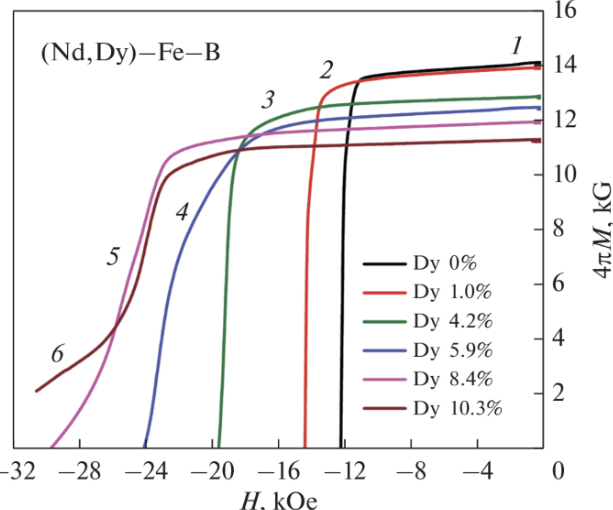 (Nd,Dy)–Fe–B
1
2
3
4
5
6
16
14
12
10
8
6
4
2
0
4πM, kG
Dy 0%
Dy 1.0%
Dy 4.2%
Dy 5.9%
Dy 8.4%
Dy 10.3%
–32 –28 –24 –20 –16 –12 –8 –4
H, kOe